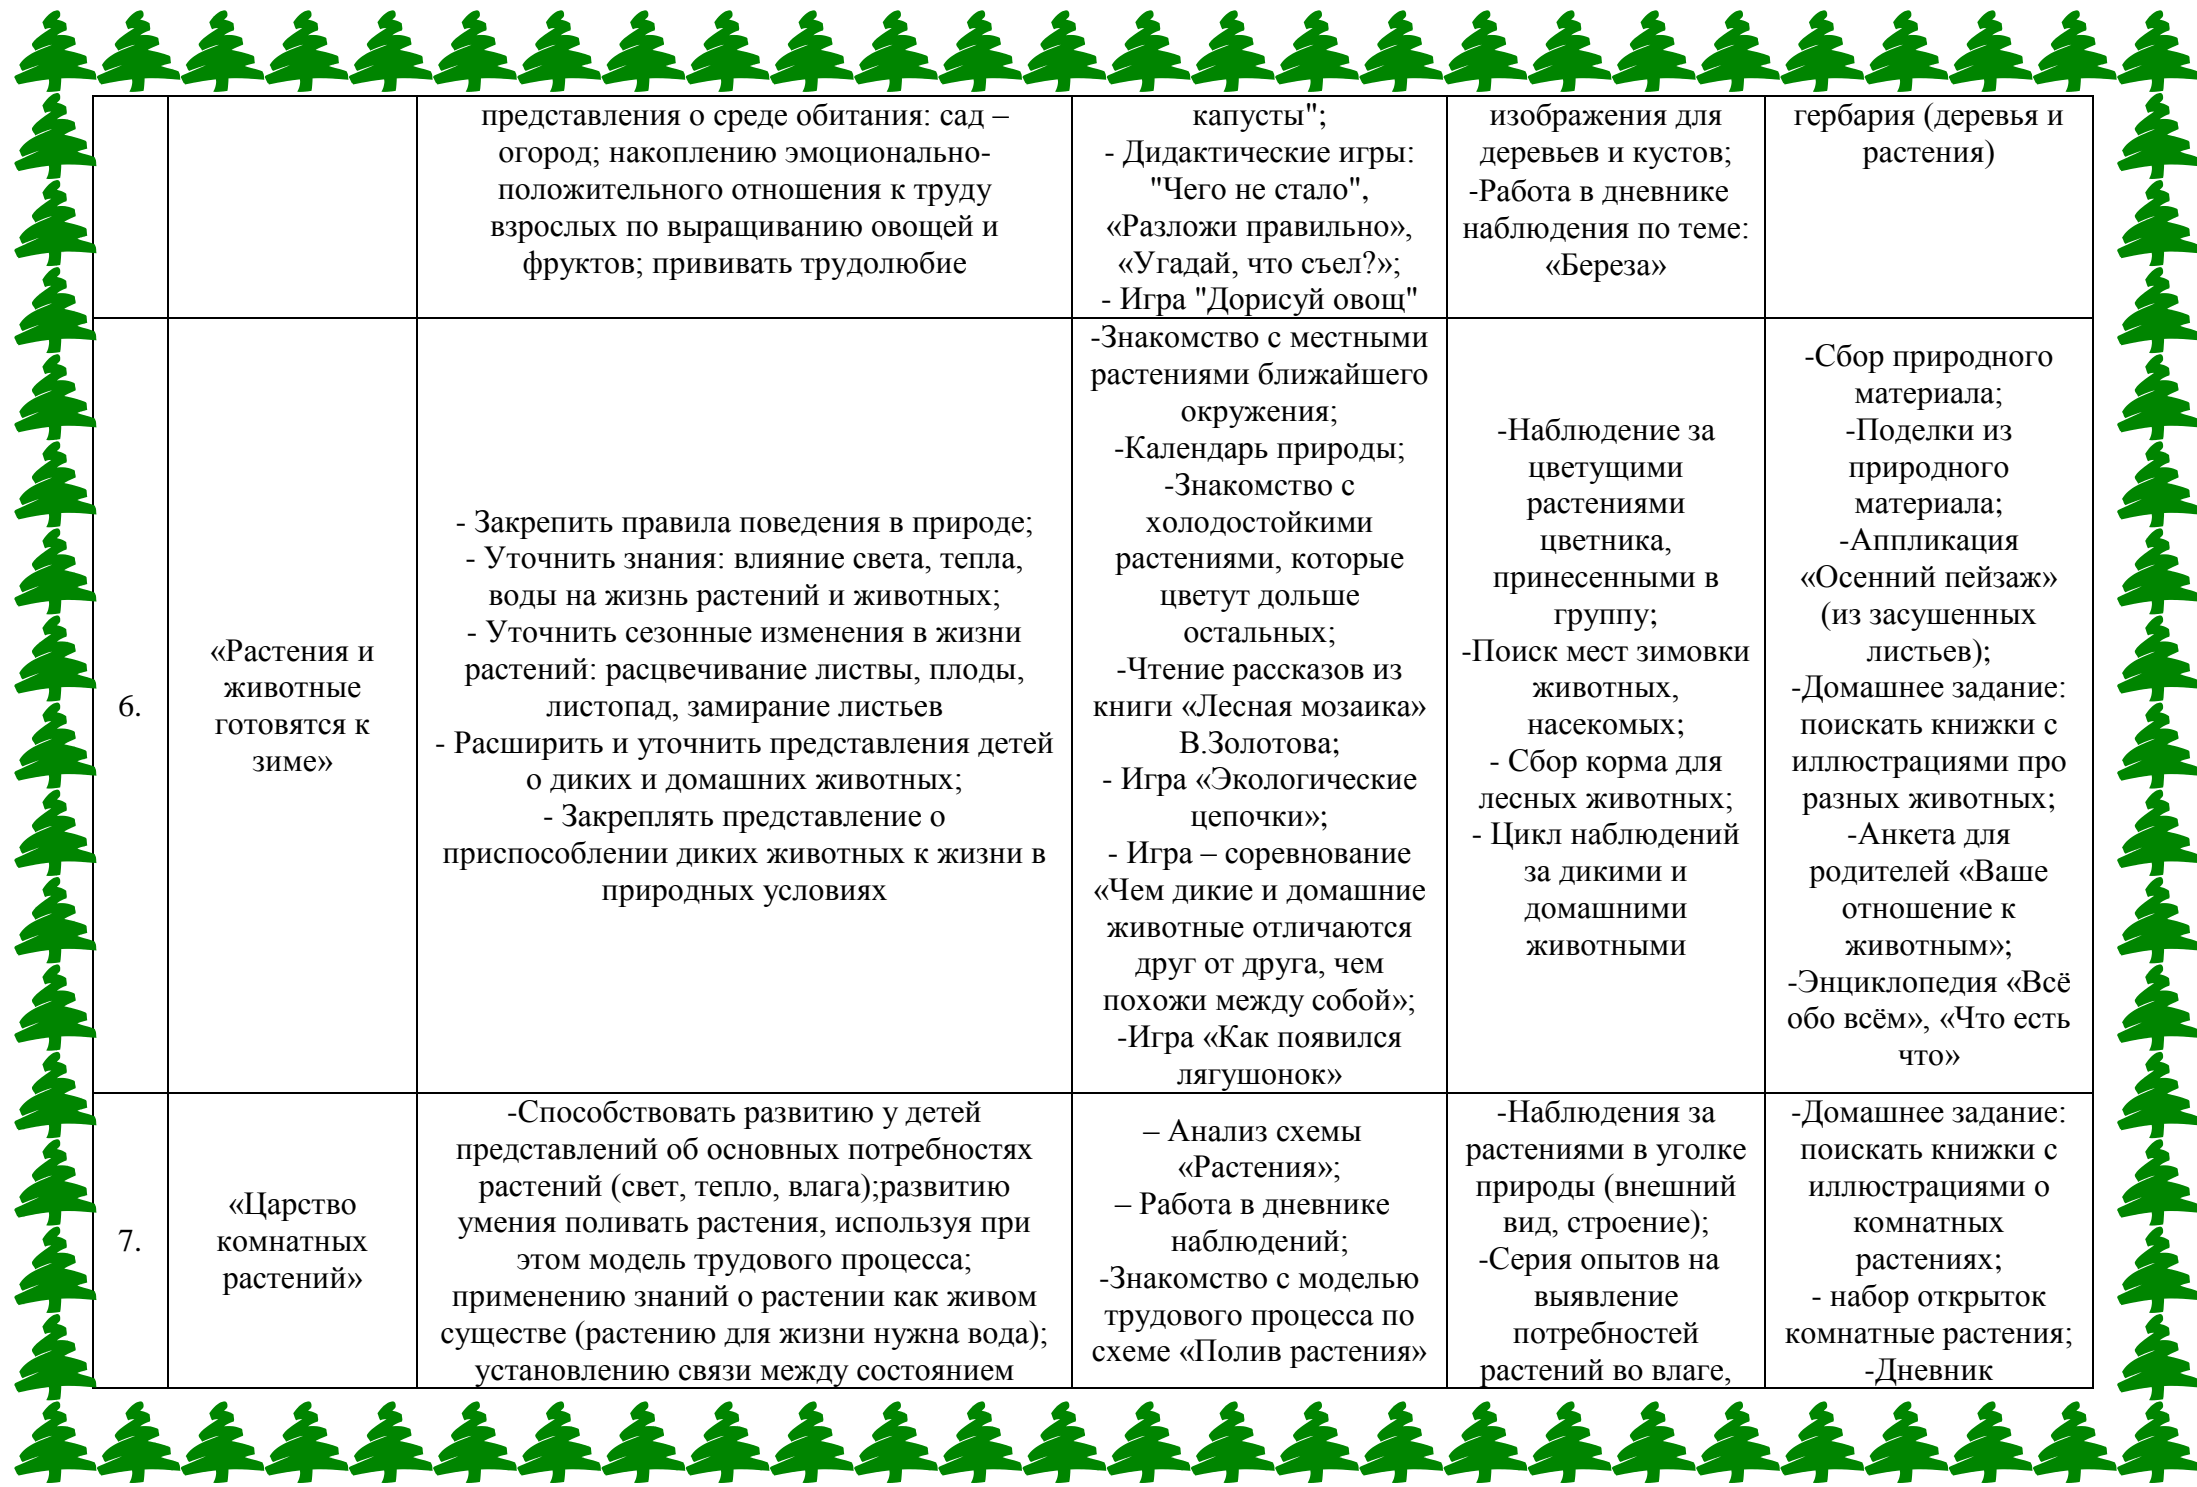 представления о среде обитания: сад –
огород; накоплению эмоционально-
положительного отношения к труду
взрослых по выращиванию овощей и
фруктов; прививать трудолюбие
капусты";
- Дидактические игры:
"Чего не стало",
«Разложи правильно»,
«Угадай, что съел?»;
- Игра "Дорисуй овощ"
изображения для
деревьев и кустов;
-Работа в дневнике
наблюдения по теме:
«Береза»
гербария (деревья и
растения)
6.
«Растения и
животные
готовятся к
зиме»
- Закрепить правила поведения в природе;
- Уточнить знания: влияние света, тепла,
воды на жизнь растений и животных;
- Уточнить сезонные изменения в жизни
растений: расцвечивание листвы, плоды,
листопад, замирание листьев
- Расширить и уточнить представления детей
о диких и домашних животных;
- Закреплять представление о
приспособлении диких животных к жизни в
природных условиях
-Знакомство с местными
растениями ближайшего
окружения;
-Календарь природы;
-Знакомство с
холодостойкими
растениями, которые
цветут дольше
остальных;
-Чтение рассказов из
книги «Лесная мозаика»
В.Золотова;
- Игра «Экологические
цепочки»;
- Игра – соревнование
«Чем дикие и домашние
животные отличаются
друг от друга, чем
похожи между собой»;
-Игра «Как появился
лягушонок»
-Наблюдение за
цветущими
растениями
цветника,
принесенными в
группу;
-Поиск мест зимовки
животных,
насекомых;
- Сбор корма для
лесных животных;
- Цикл наблюдений
за дикими и
домашними
животными
-Сбор природного
материала;
-Поделки из
природного
материала;
-Аппликация
«Осенний пейзаж»
(из засушенных
листьев);
-Домашнее задание:
поискать книжки с
иллюстрациями про
разных животных;
-Анкета для
родителей «Ваше
отношение к
животным»;
-Энциклопедия «Всё
обо всём», «Что есть
что»
7.
«Царство
комнатных
растений»
-Способствовать развитию у детей
представлений об основных потребностях
растений (свет, тепло, влага);развитию
умения поливать растения, используя при
этом модель трудового процесса;
применению знаний о растении как живом
существе (растению для жизни нужна вода);
установлению связи между состоянием
– Анализ схемы
«Растения»;
– Работа в дневнике
наблюдений;
-Знакомство с моделью
трудового процесса по
схеме «Полив растения»
-Наблюдения за
растениями в уголке
природы (внешний
вид, строение);
-Серия опытов на
выявление
потребностей
растений во влаге,
-Домашнее задание:
поискать книжки с
иллюстрациями о
комнатных
растениях;
- набор открыток
комнатные растения;
-Дневник